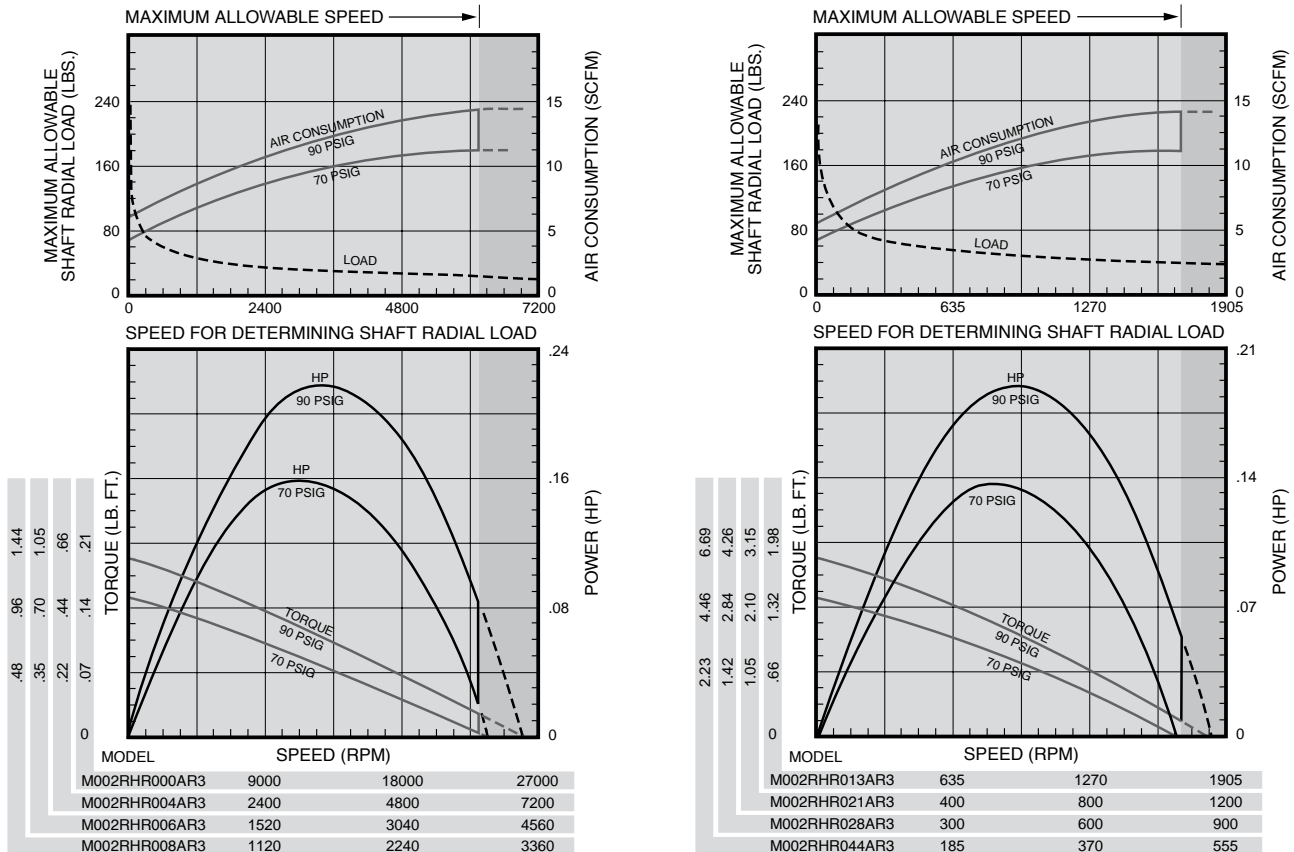 MAXIMUM ALLOWABLE SPEED
MAXIMUM ALLOWABLE
SHAFT RADIAL LOAD (LBS.)
240
160
80
0
AIR CONSUMPTION
90 PSIG
70 PSIG
LOAD
15
10
5
0
AIR CONSUMPTION (SCFM)
0 2400 4800 7200
SPEED FOR DETERMINING SHAFT RADIAL LOAD
HP
90 PSIG
HP
70 PSIG
TORQUE
90 PSIG
70 PSIG
.24
.16
.08
0
POWER (HP)
TORQUE (LB. FT.)
1.44 1.05 .66 .21
.96 .70 .44 .14
.48 .35 .22 .07
0
MODEL SPEED (RPM)
M002RHR000AR3 9000 18000 27000
M002RHR004AR3 2400 4800 7200
M002RHR006AR3 1520 3040 4560
M002RHR008AR3 1120 2240 3360
MAXIMUM ALLOWABLE SPEED
MAXIMUM ALLOWABLE
SHAFT RADIAL LOAD (LBS.)
240
160
80
0
AIR CONSUMPTION
90 PSIG
70 PSIG
LOAD
15
10
5
0
AIR CONSUMPTION (SCFM)
0 635 1270 1905
SPEED FOR DETERMINING SHAFT RADIAL LOAD
HP
90 PSIG
70 PSIG
TORQUE
90 PSIG
70 PSIG
.21
.14
.07
0
POWER (HP)
TORQUE (LB. FT.)
6.69 4.26 3.15 1.98
4.46 2.84 2.10 1.32
2.23 1.42 1.05 .66
0
MODEL SPEED (RPM)
M002RHR013AR3 635 1270 1905
M002RHR021AR3 400 800 1200
M002RHR028AR3 300 600 900
M002RHR044AR3 185 370 555